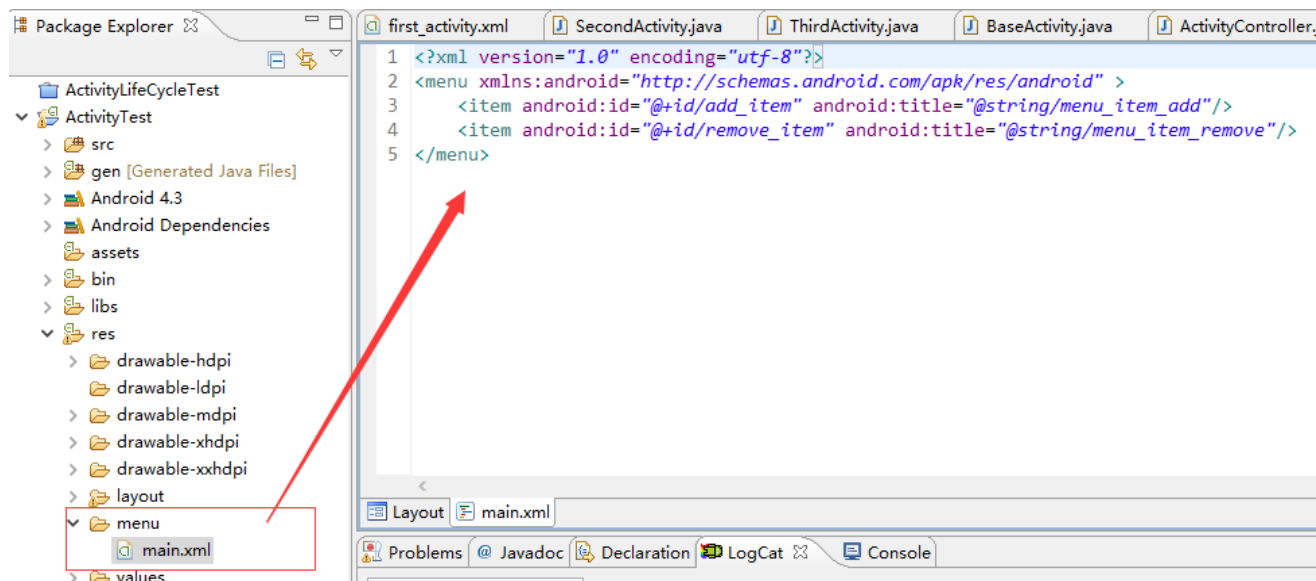 Package Explorer
ActivityLifeCycleTest
ActivityTest
src
gen [Generated Java Files]
Android 4.3
Android Dependencies
assets
bin
libs
res
drawable-hdpi
drawable-ldpi
drawable-mdpi
drawable-xhdpi
drawable-xxhdpi
layout
menu
main.xml
values
first_activity.xml SecondActivity.java ThirdActivity.java BaseActivity.java ActivityController.
1 <?xml version="1.0" encoding="utf-8"?>
2 <menu xmlns:android="http://schemas.android.com/apk/res/android" >
3 <item android:id="@+id/add_item" android:title="@string/menu_item_add"/>
4 <item android:id="@+id/remove_item" android:title="@string/menu_item_remove"/>
5 </menu>
Layout main.xml
Problems @ Javadoc Declaration LogCat Console